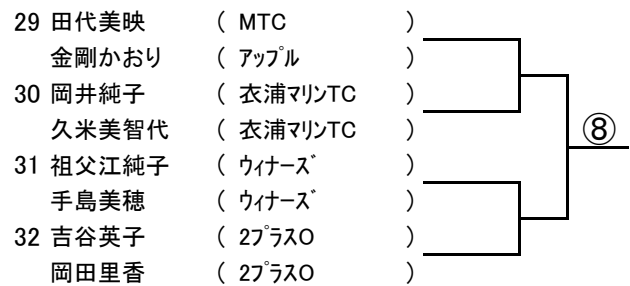 29 田代美映 ( MTC )
金剛かおり ( アップル )
30 岡井純子 ( 衣浦マリンTC )
久米美智代 ( 衣浦マリンTC )
⑧
31 祖父江純子 ( ウィナーズ )
手島美穂 ( ウィナーズ )
32 吉谷英子 ( 2プラスO )
岡田里香 ( 2プラスO )